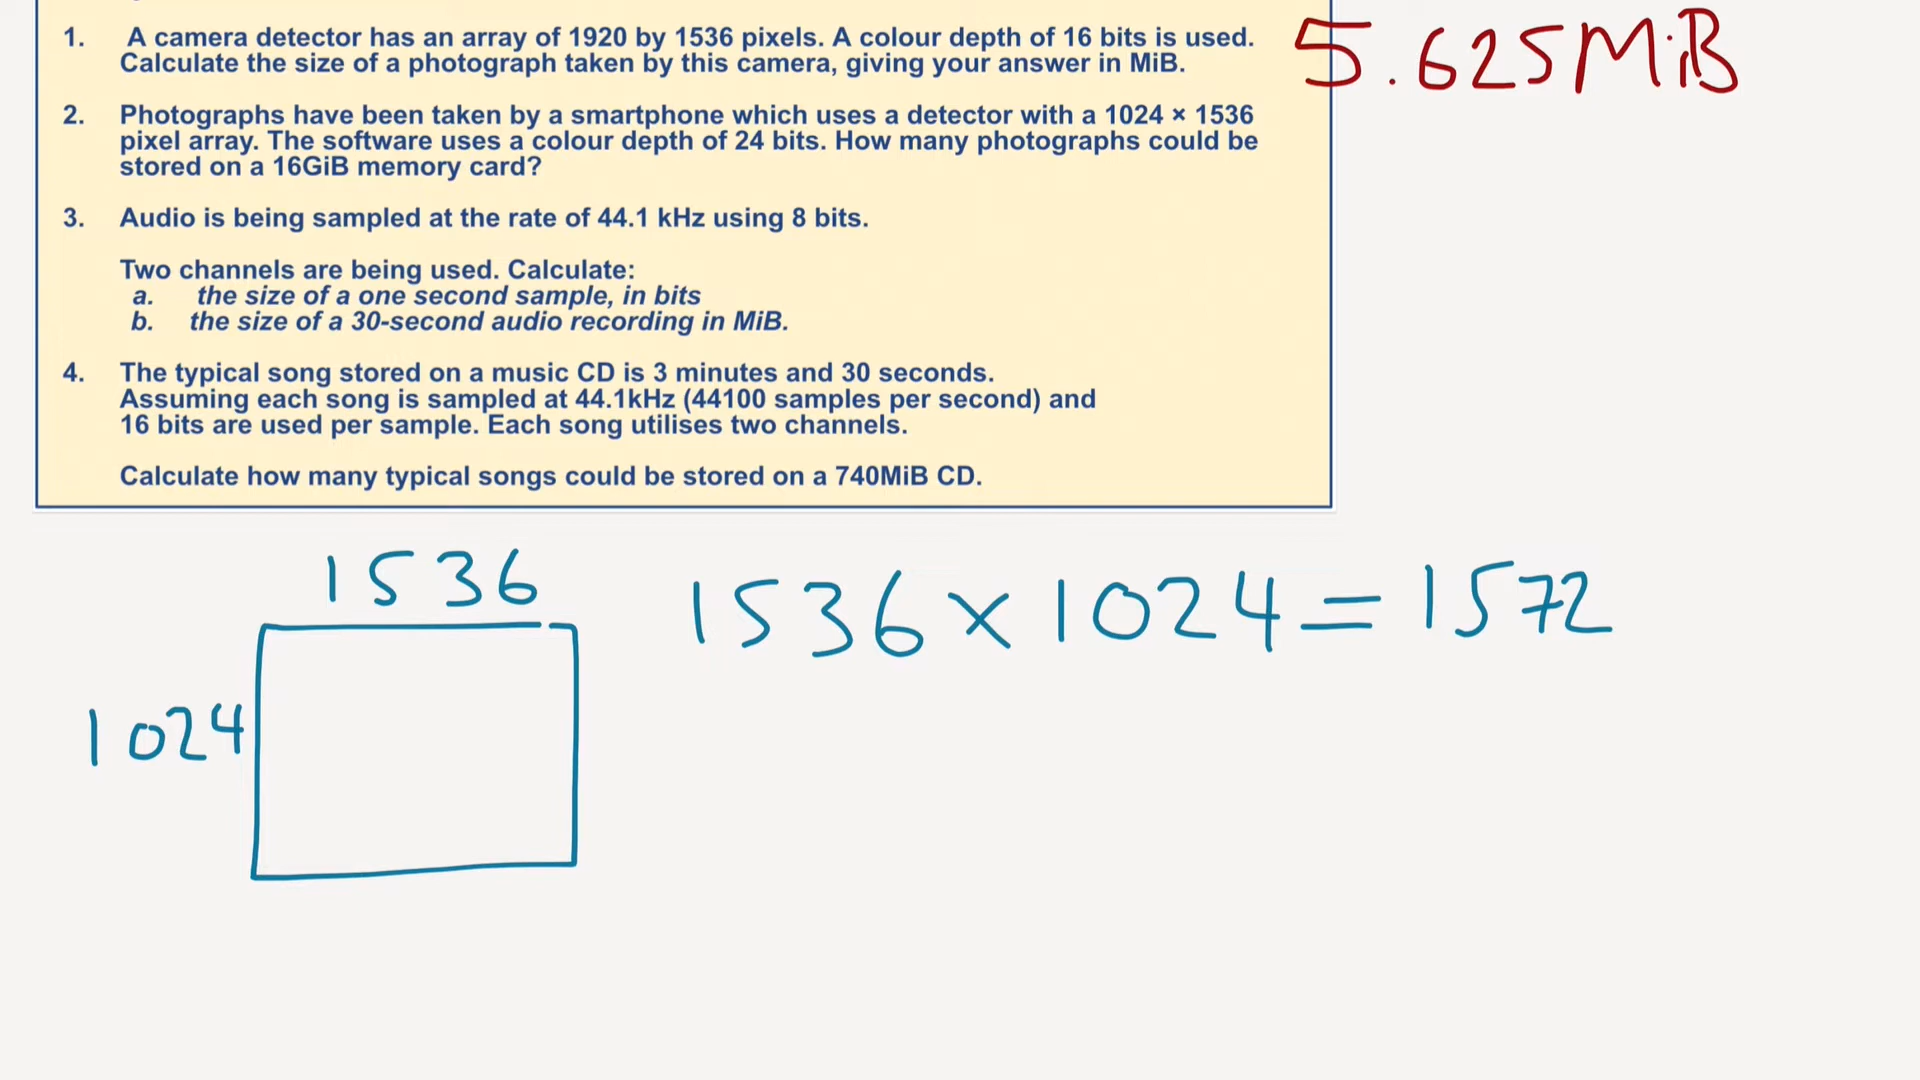 1. A camera detector has an array of 1920 by 1536 pixels. A colour depth of 16 bits is used.
Calculate the size of a photograph taken by this camera, giving your answer in MiB.
5.625MiB
2. Photographs have been taken by a smartphone which uses a detector with a 1024 × 1536
pixel array. The software uses a colour depth of 24 bits. How many photographs could be
stored on a 16GiB memory card?
3. Audio is being sampled at the rate of 44.1 kHz using 8 bits.
Two channels are being used. Calculate:
a. the size of a one second sample, in bits
b. the size of a 30-second audio recording in MiB.
4. The typical song stored on a music CD is 3 minutes and 30 seconds.
Assuming each song is sampled at 44.1kHz (44100 samples per second) and
16 bits are used per sample. Each song utilises two channels.
Calculate how many typical songs could be stored on a 740MiB CD.
1536
1024
1536 × 1024 = 1572